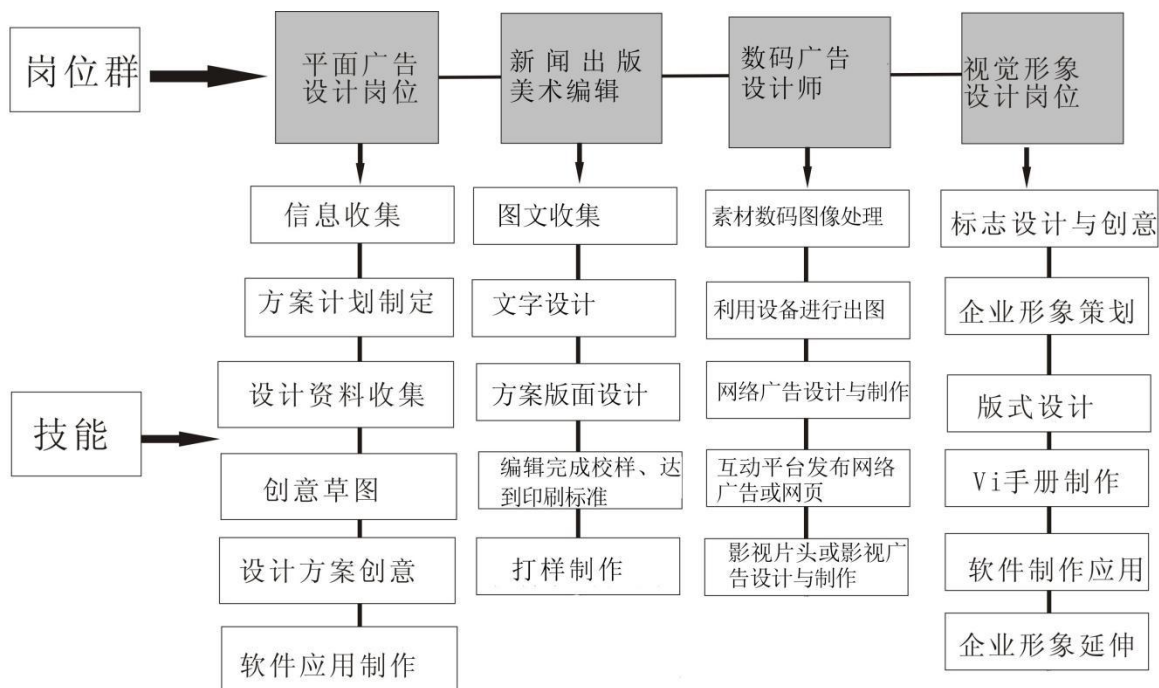 岗位群
平面广告
设计岗位
新闻出版
美术编辑
数码广告
设计师
视觉形象
设计岗位
技能
信息收集
方案计划制定
设计资料收集
创意草图
设计方案创意
软件应用制作
图文收集
文字设计
方案版面设计
编辑完成校样、达
到印刷标准
打样制作
素材数码图像处理
利用设备进行出图
网络广告设计与制作
互动平台发布网络
广告或网页
影视片头或影视广
告设计与制作
标志设计与创意
企业形象策划
版式设计
Vi手册制作
软件制作应用
企业形象延伸